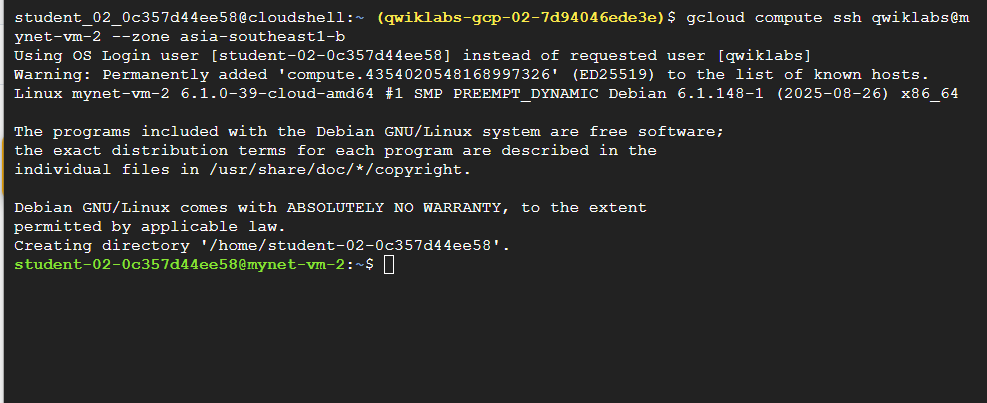 student_02_0c357d44ee58@cloudshell:~ (qwiklabs-gcp-02-7d94046ede3e)$ gcloud compute ssh qwiklabs@m
ynet-vm-2 --zone asia-southeast1-b
Using OS Login user [student-02-0c357d44ee58] instead of requested user [qwiklabs]
Warning: Permanently added 'compute.4354020548168997326' (ED25519) to the list of known hosts.
Linux mynet-vm-2 6.1.0-39-cloud-amd64 #1 SMP PREEMPT_DYNAMIC Debian 6.1.148-1 (2025-08-26) x86_64
The programs included with the Debian GNU/Linux system are free software;
the exact distribution terms for each program are described in the
individual files in /usr/share/doc/*/copyright.
Debian GNU/Linux comes with ABSOLUTELY NO WARRANTY, to the extent
permitted by applicable law.
Creating directory '/home/student-02-0c357d44ee58'.
student-02-0c357d44ee58@mynet-vm-2:~$